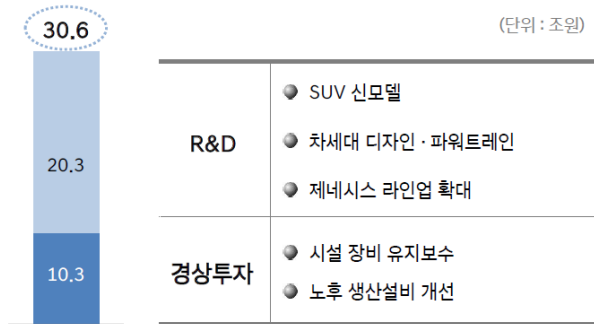 30.6
(단위 : 조원)
20.3
10.3
R&D
SUV 신모델
차세대 디자인 · 파워트레인
제네시스 라인업 확대
경상투자
시설 장비 유지보수
노후 생산설비 개선